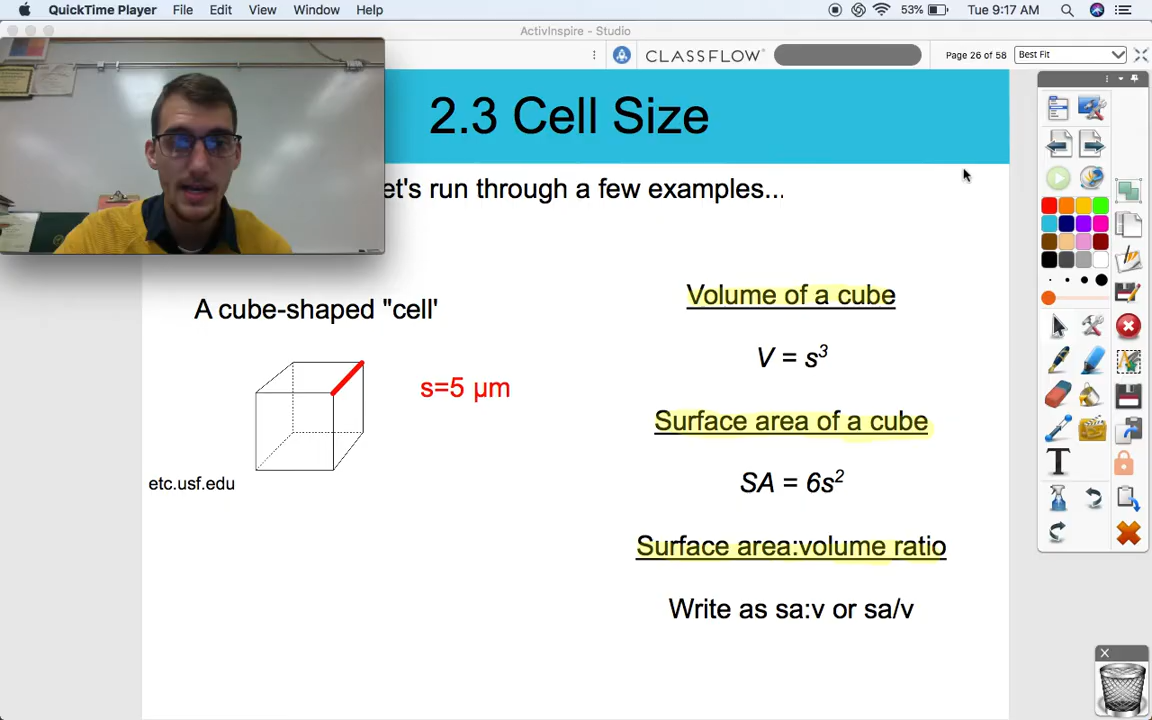 QuickTime Player File Edit View Window Help 53% Tue 9:17 AM
ActivInspire - Studio
CLASSFLOW Page 26 of 58 Best Fit
2.3 Cell Size
et's run through a few examples...
A cube-shaped "cell'
s=5 µm
etc.usf.edu
Volume of a cube
V = s³
Surface area of a cube
SA = 6s²
Surface area:volume ratio
Write as sa:v or sa/v
T